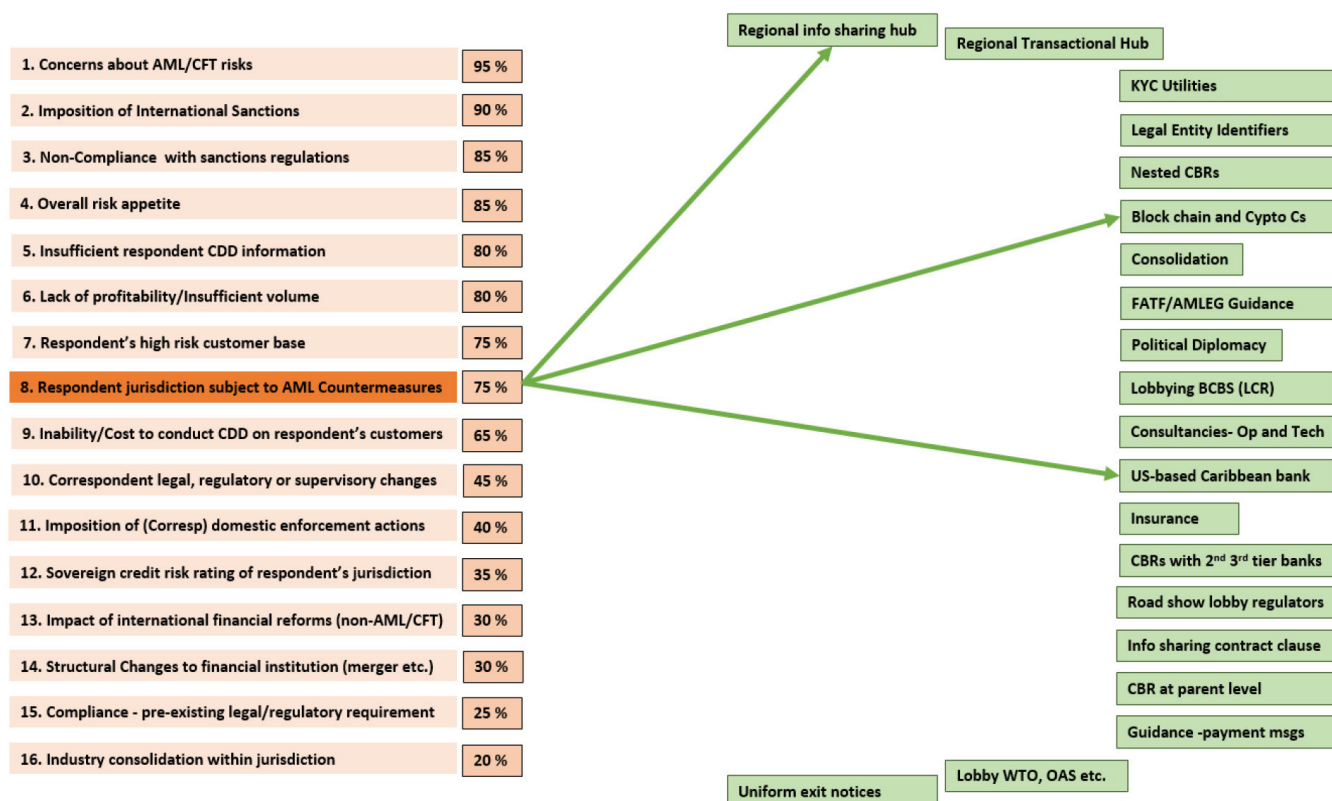 1. Concerns about AML/CFT risks 95 %
2. Imposition of International Sanctions 90 %
3. Non-Compliance with sanctions regulations 85 %
4. Overall risk appetite 85 %
5. Insufficient respondent CDD information 80 %
6. Lack of profitability/Insufficient volume 80 %
7. Respondent's high risk customer base 75 %
8. Respondent jurisdiction subject to AML Countermeasures 75 %
9. Inability/Cost to conduct CDD on respondent's customers 65 %
10. Correspondent legal, regulatory or supervisory changes 45 %
11. Imposition of (Corresp) domestic enforcement actions 40 %
12. Sovereign credit risk rating of respondent's jurisdiction 35 %
13. Impact of international financial reforms (non-AML/CFT) 30 %
14. Structural Changes to financial institution (merger etc.) 30 %
15. Compliance - pre-existing legal/regulatory requirement 25 %
16. Industry consolidation within jurisdiction 20 %
Regional info sharing hub
Regional Transactional Hub
KYC Utilities
Legal Entity Identifiers
Nested CBRs
Block chain and Cypto Cs
Consolidation
FATF/AMLEG Guidance
Political Diplomacy
Lobbying BCBS (LCR)
Consultancies- Op and Tech
US-based Caribbean bank
Insurance
CBRs with 2nd 3rd tier banks
Road show lobby regulators
Info sharing contract clause
CBR at parent level
Guidance -payment msgs
Lobby WTO, OAS etc.
Uniform exit notices